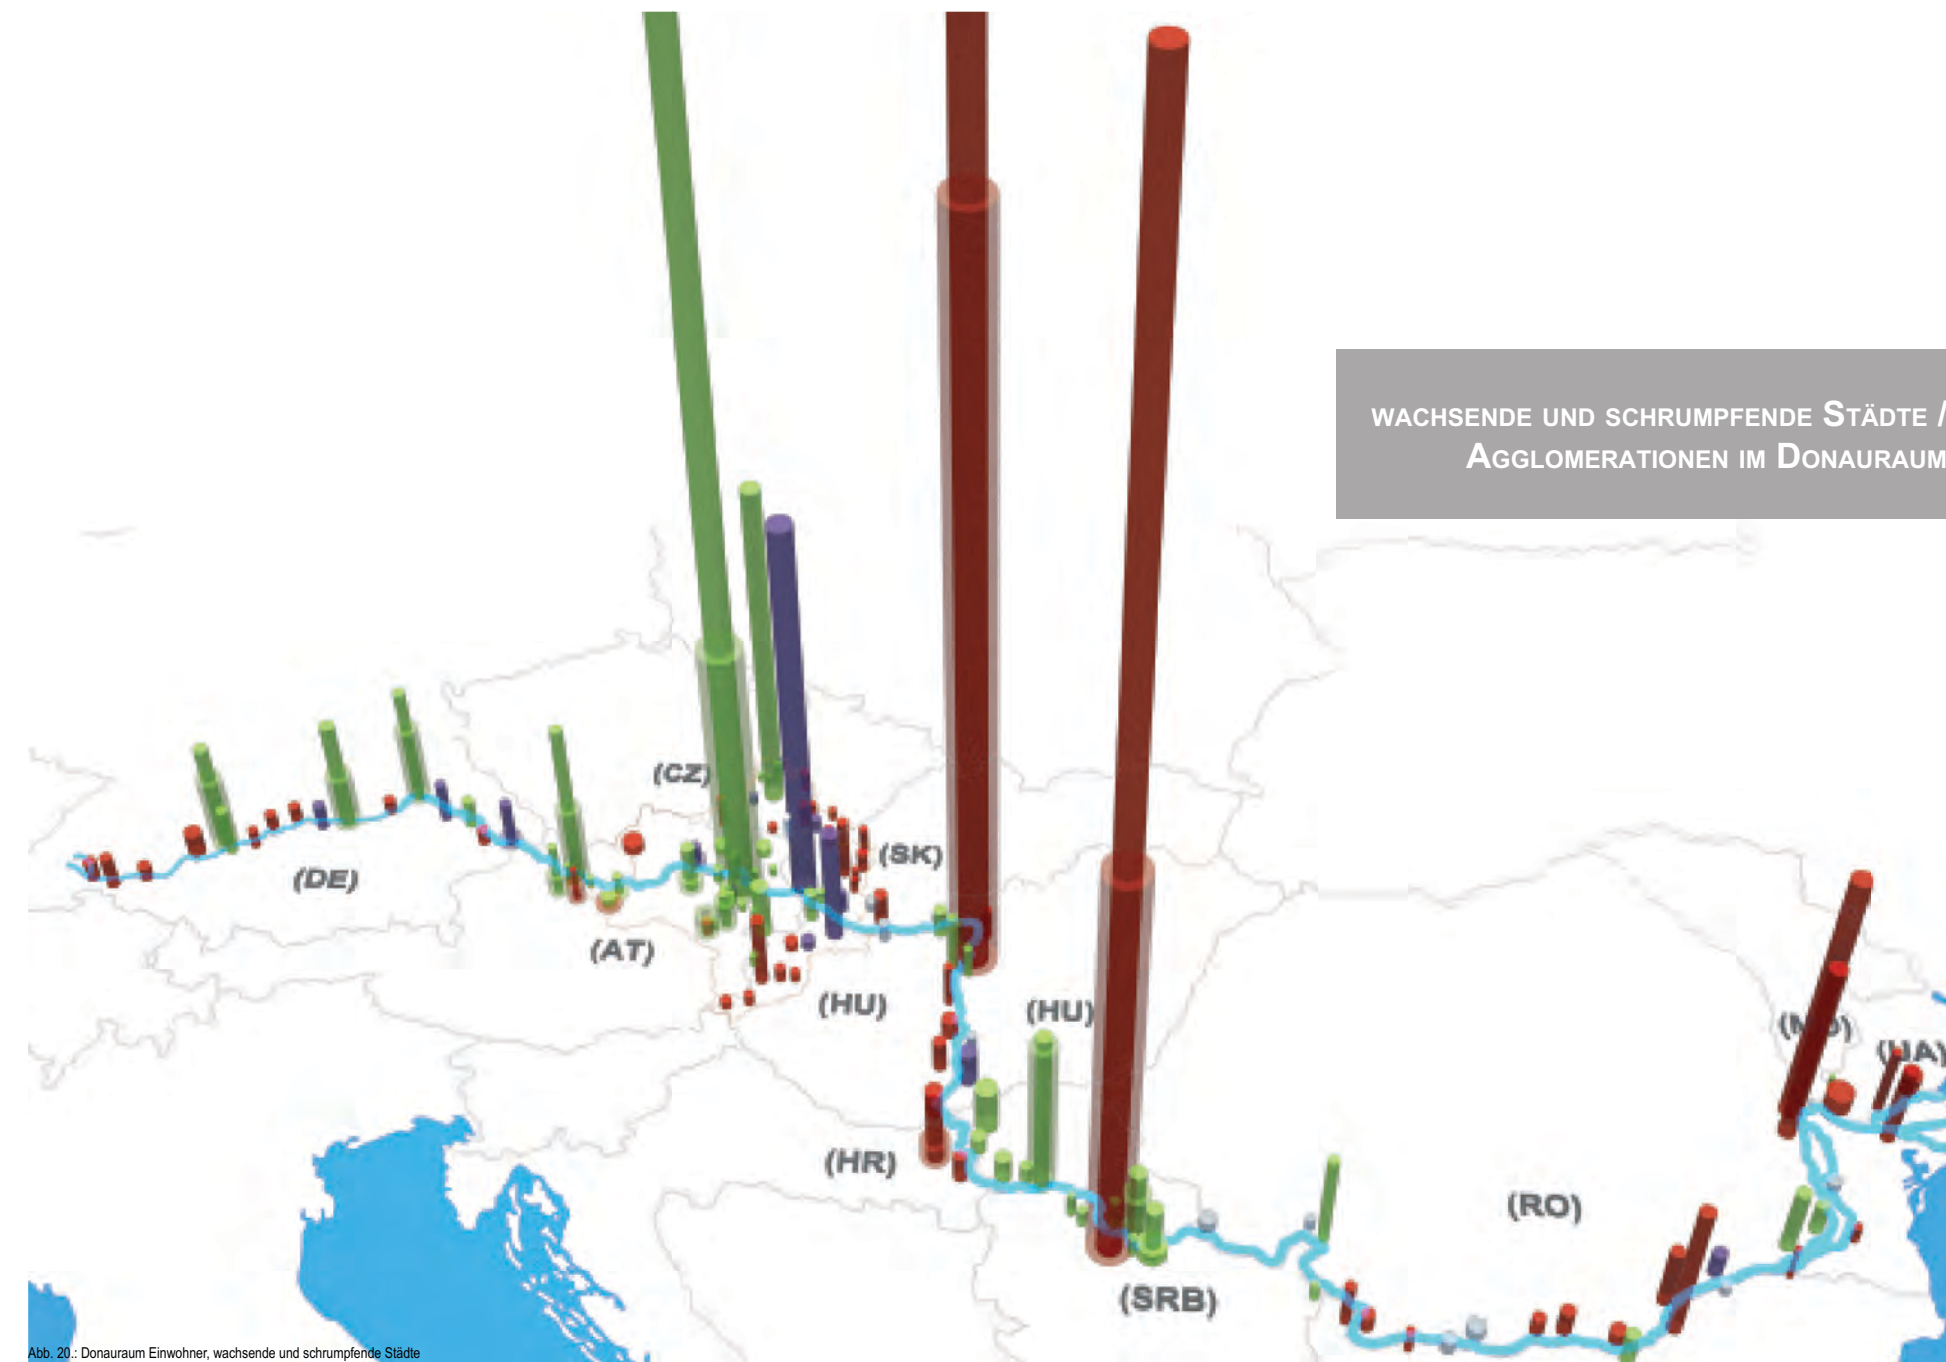 WACHSENDE UND SCHRUMPFENDE STÄDTE /
AGGLOMERATIONEN IM DONAURAUM
(CZ)
(SK)
(DE)
(AT)
(HU)
(HU)
(UA)
(HR)
(RO)
(SRB)
Abb. 20.: Donauraum Einwohner, wachsende und schrumpfende Städte